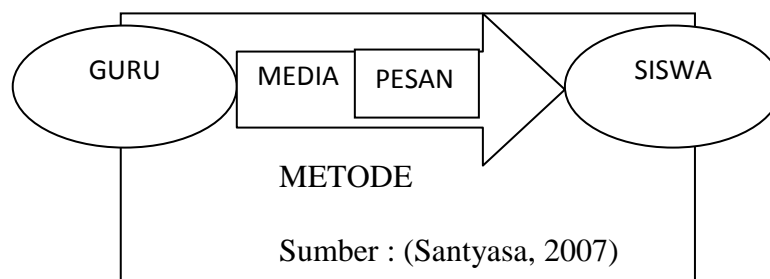 GURU MEDIA PESAN SISWA
METODE
Sumber : (Santyasa, 2007)